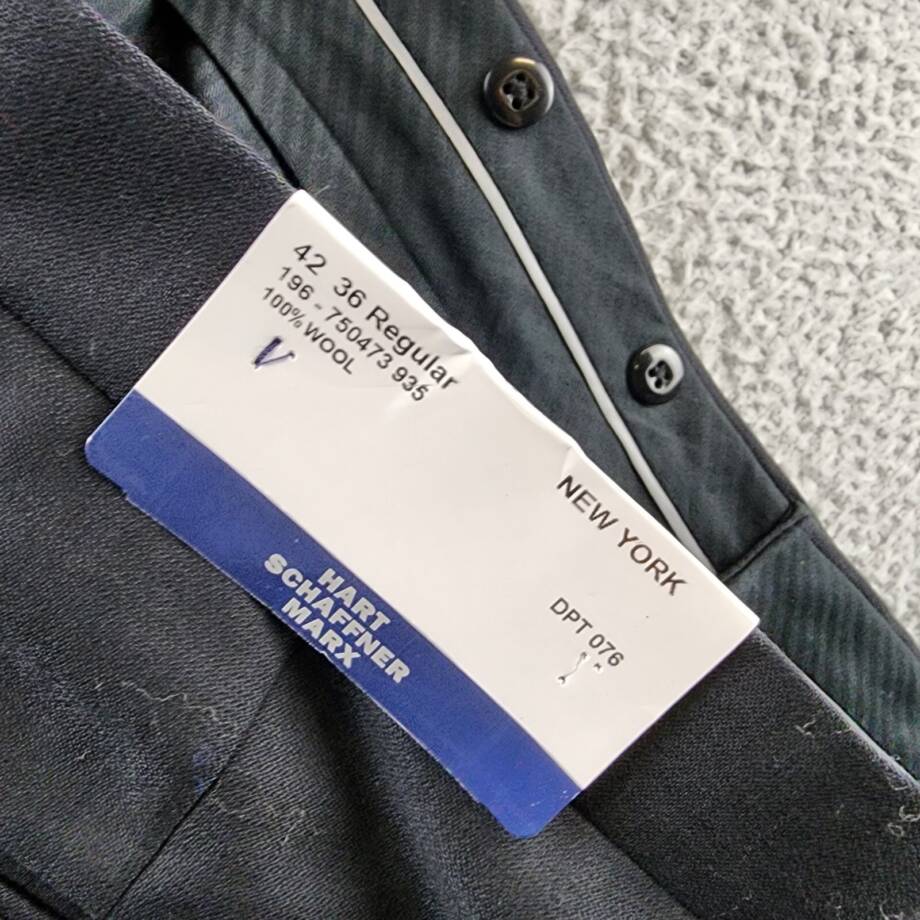 42 36 Regular
196 - 750473 935
100% WOOL
V
NEW YORK
DPT 076
HART
SCHAFFNER
MARX